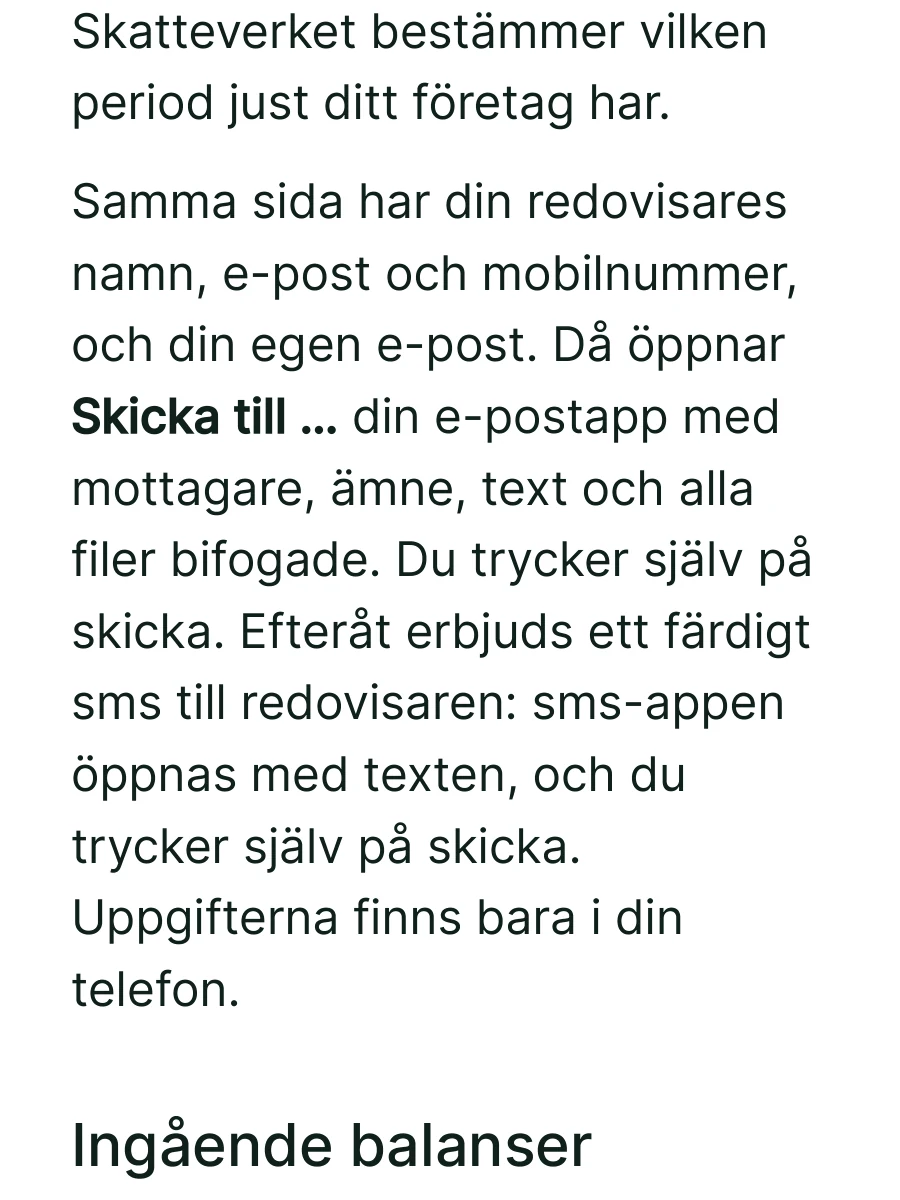 Skatteverket bestämmer vilken
period just ditt företag har.
Samma sida har din redovisares
namn, e-post och mobilnummer,
och din egen e-post. Då öppnar
Skicka till ... din e-postapp med
mottagare, ämne, text och alla
filer bifogade. Du trycker själv på
skicka. Efteråt erbjuds ett färdigt
sms till redovisaren: sms-appen
öppnas med texten, och du
trycker själv på skicka.
Uppgifterna finns bara i din
telefon.
Ingående balanser